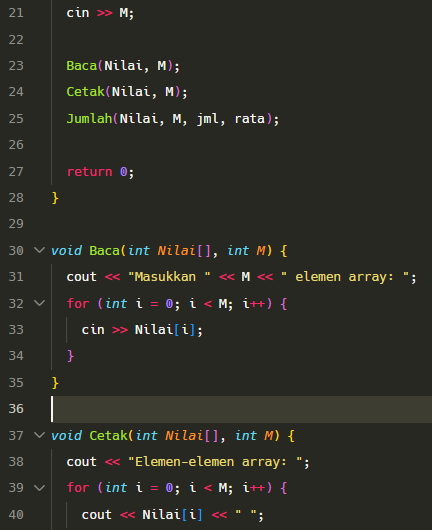 21 cin >> M;
22
23 Baca(Nilai, M);
24 Cetak(Nilai, M);
25 Jumlah(Nilai, M, jml, rata);
26
27 return 0;
28 }
29
30 void Baca(int Nilai[], int M) {
31 cout << "Masukkan " << M << " elemen array: ";
32 for (int i = 0; i < M; i++) {
33 cin >> Nilai[i];
34 }
35 }
36
37 void Cetak(int Nilai[], int M) {
38 cout << "Elemen-elemen array: ";
39 for (int i = 0; i < M; i++) {
40 cout << Nilai[i] << " ";